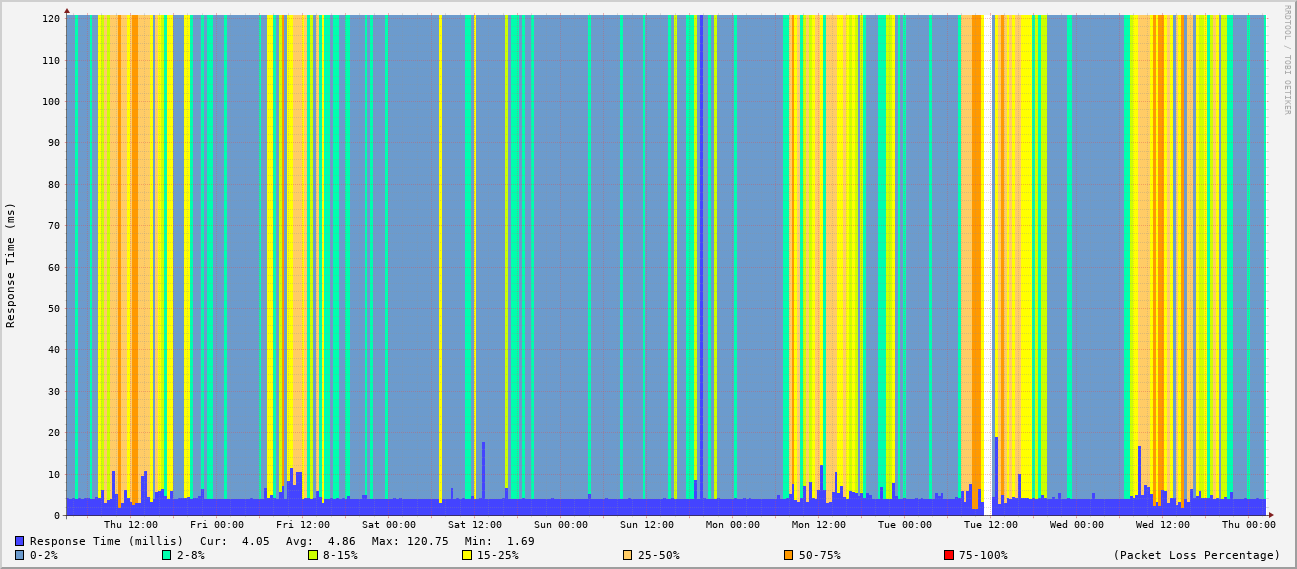 RRDTOOL / TOBI OETIKER
Response Time (ms)
120
110
100
90
80
70
60
50
40
30
20
10
0
Thu 12:00 Fri 00:00 Fri 12:00 Sat 00:00 Sat 12:00 Sun 00:00 Sun 12:00 Mon 00:00 Mon 12:00 Tue 00:00 Tue 12:00 Wed 00:00 Wed 12:00 Thu 00:00
Response Time (millis) Cur: 4.05 Avg: 4.86 Max: 120.75 Min: 1.69
0-2% 2-8% 8-15% 15-25% 25-50% 50-75% 75-100% (Packet Loss Percentage)